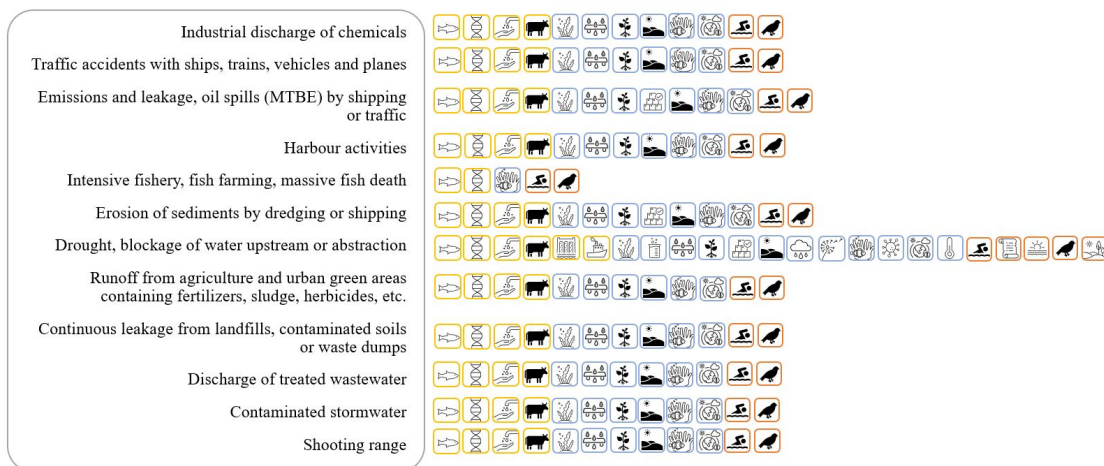 Industrial discharge of chemicals
Traffic accidents with ships, trains, vehicles and planes
Emissions and leakage, oil spills (MTBE) by shipping
or traffic
Harbour activities
Intensive fishery, fish farming, massive fish death
Erosion of sediments by dredging or shipping
Drought, blockage of water upstream or abstraction
Runoff from agriculture and urban green areas
containing fertilizers, sludge, herbicides, etc.
Continuous leakage from landfills, contaminated soils
or waste dumps
Discharge of treated wastewater
Contaminated stormwater
Shooting range